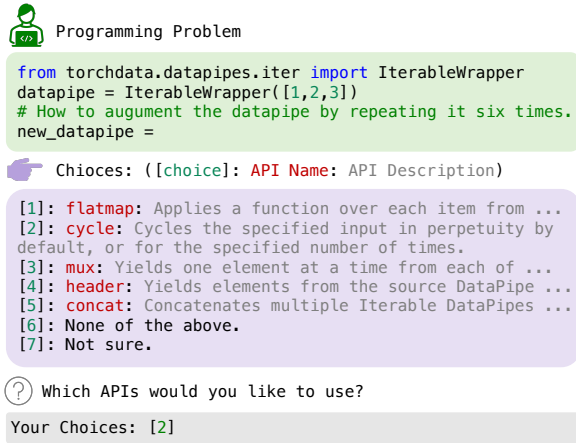 Programming Problem
from torchdata.datapipes.iter import IterableWrapper
datapipe = IterableWrapper([1,2,3])
# How to augument the datapipe by repeating it six times.
new_datapipe =
Chioces: ([choice]: API Name: API Description)
[1]: flatmap: Applies a function over each item from ...
[2]: cycle: Cycles the specified input in perpetuity by
default, or for the specified number of times.
[3]: mux: Yields one element at a time from each of ...
[4]: header: Yields elements from the source DataPipe ...
[5]: concat: Concatenates multiple Iterable DataPipes ...
[6]: None of the above.
[7]: Not sure.
? Which APIs would you like to use?
Your Choices: [2]